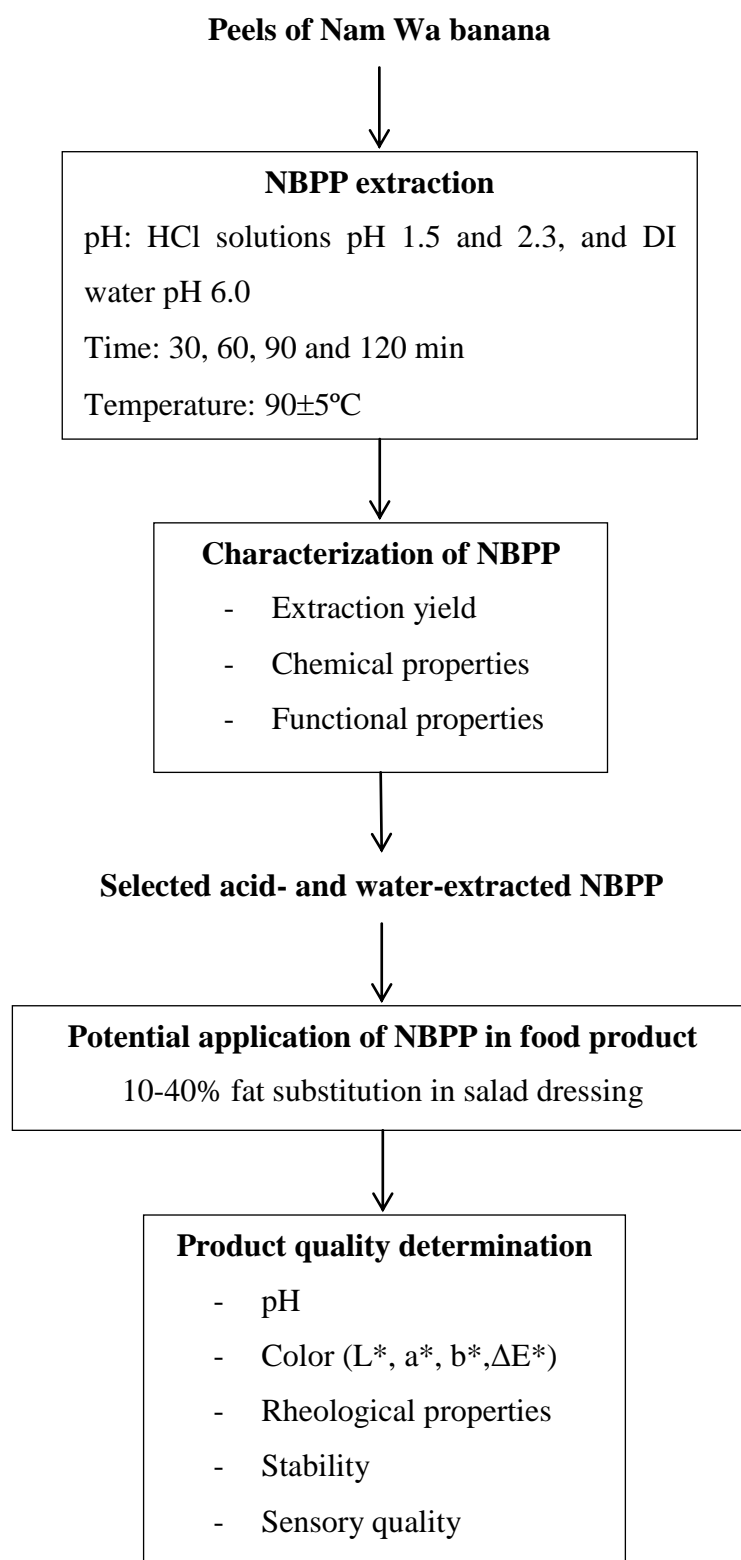 Peels of Nam Wa banana
NBPP extraction
pH: HCl solutions pH 1.5 and 2.3, and DI
water pH 6.0
Time: 30, 60, 90 and 120 min
Temperature: 90±5ºC
Characterization of NBPP
- Extraction yield
- Chemical properties
- Functional properties
Selected acid- and water-extracted NBPP
Potential application of NBPP in food product
10-40% fat substitution in salad dressing
Product quality determination
- pH
- Color (L*, a*, b*,ΔE*)
- Rheological properties
- Stability
- Sensory quality